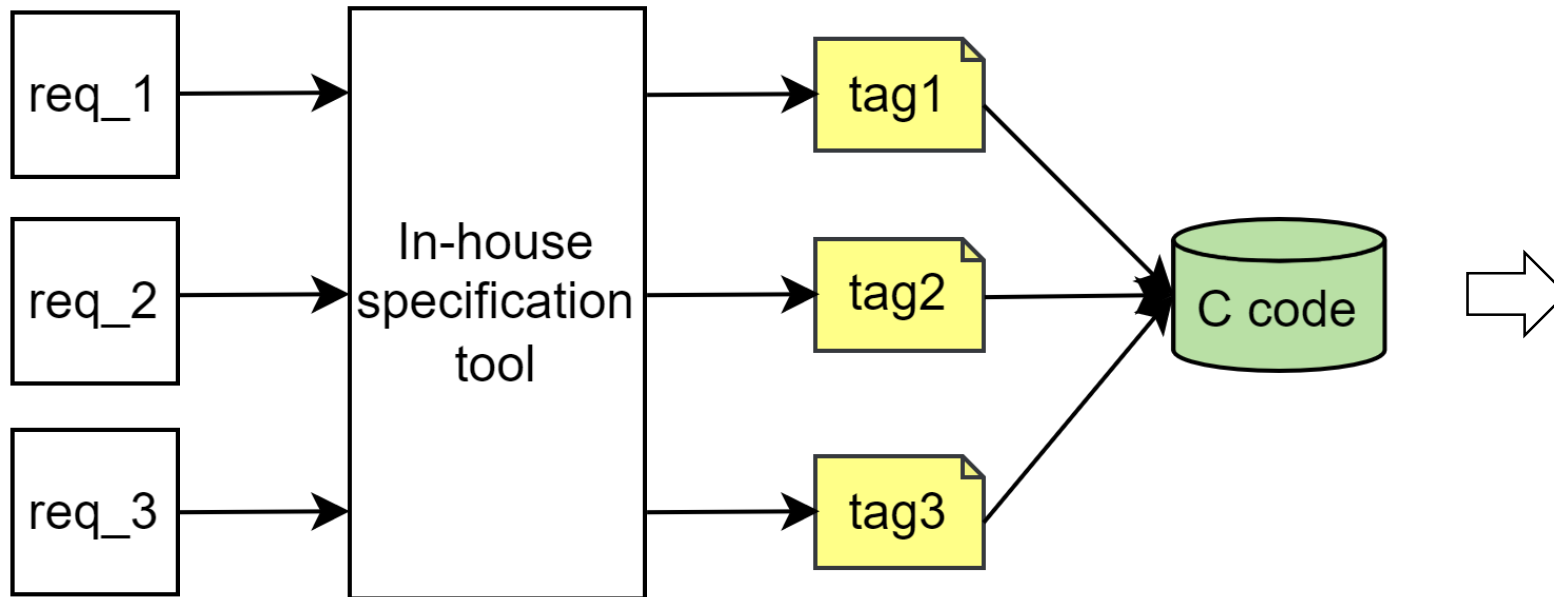 req_1
req_2
req_3
In-house
specification
tool
tag1
tag2
tag3
C code